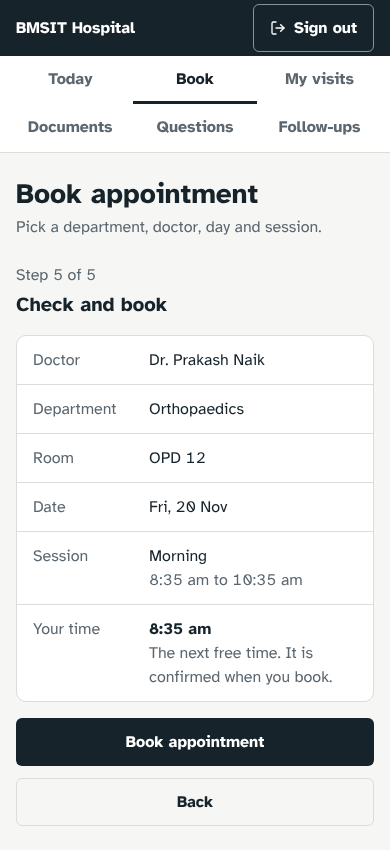 BMSIT Hospital
Sign out
Today
Book
My visits
Documents
Questions
Follow-ups
Book appointment
Pick a department, doctor, day and session.
Step 5 of 5
Check and book
Doctor
Dr. Prakash Naik
Department
Orthopaedics
Room
OPD 12
Date
Fri, 20 Nov
Session
Morning
8:35 am to 10:35 am
Your time
8:35 am
The next free time. It is
confirmed when you book.
Book appointment
Back